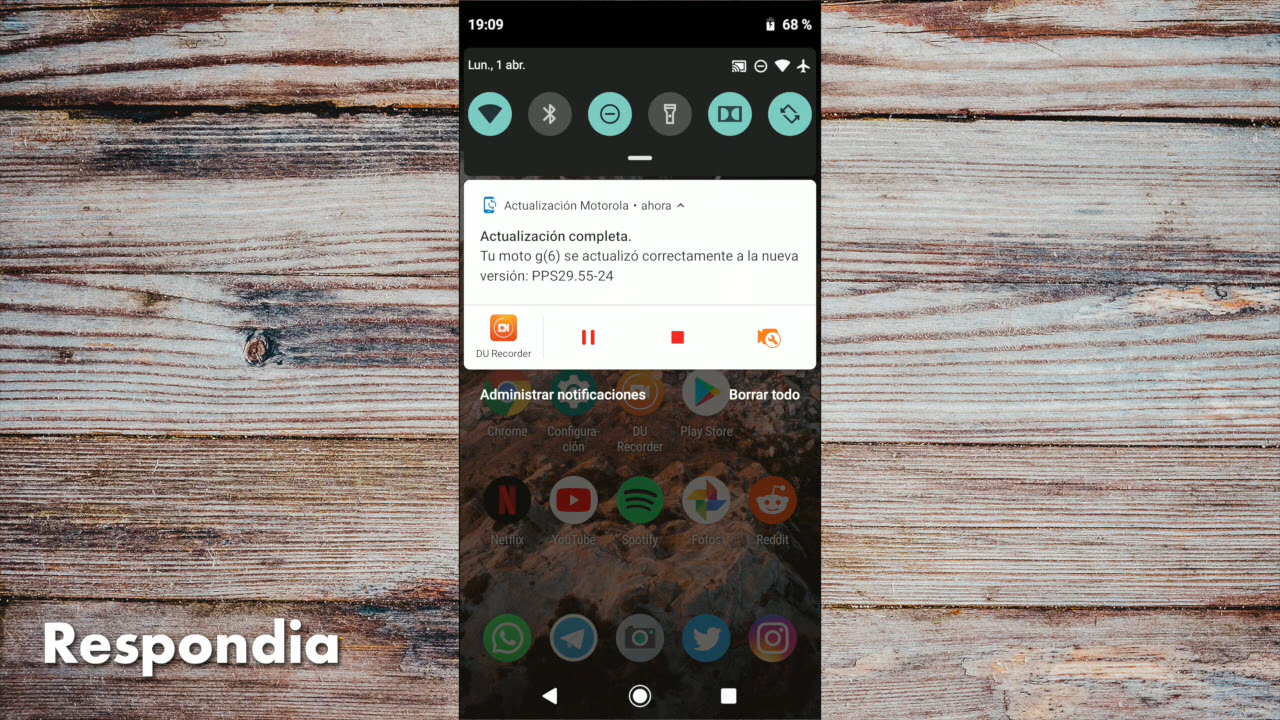 19:09
68 %
Lun., 1 abr.
Actualización Motorola • ahora
Actualización completa.
Tu moto g(6) se actualizó correctamente a la nueva
versión: PPS29.55-24
DU Recorder
Administrar notificaciones
Borrar todo
Chrome
Configura-
ción
DU
Recorder
Play Store
Netflix
YouTube
Spotify
Fotos
Reddit
Respondia